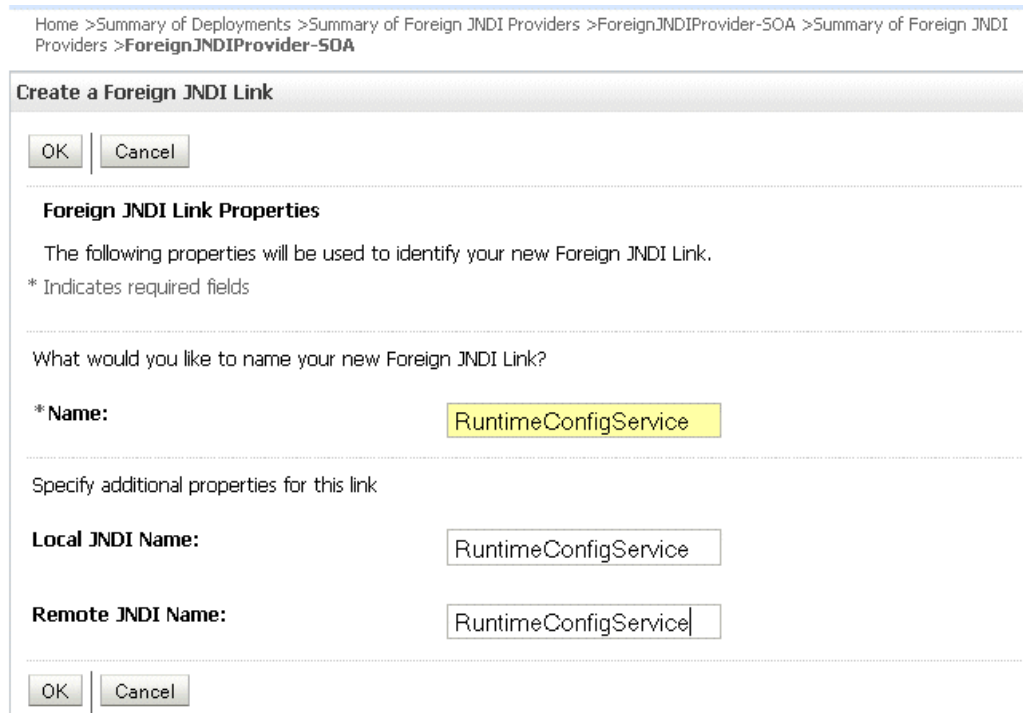 Home >Summary of Deployments >Summary of Foreign JNDI Providers >ForeignJNDIProvider-SOA >Summary of Foreign JNDI
Providers >ForeignJNDIProvider-SOA
Create a Foreign JNDI Link
OK Cancel
Foreign JNDI Link Properties
The following properties will be used to identify your new Foreign JNDI Link.
* Indicates required fields
What would you like to name your new Foreign JNDI Link?
*Name: RuntimeConfigService
Specify additional properties for this link
Local JNDI Name: RuntimeConfigService
Remote JNDI Name: RuntimeConfigService
OK Cancel